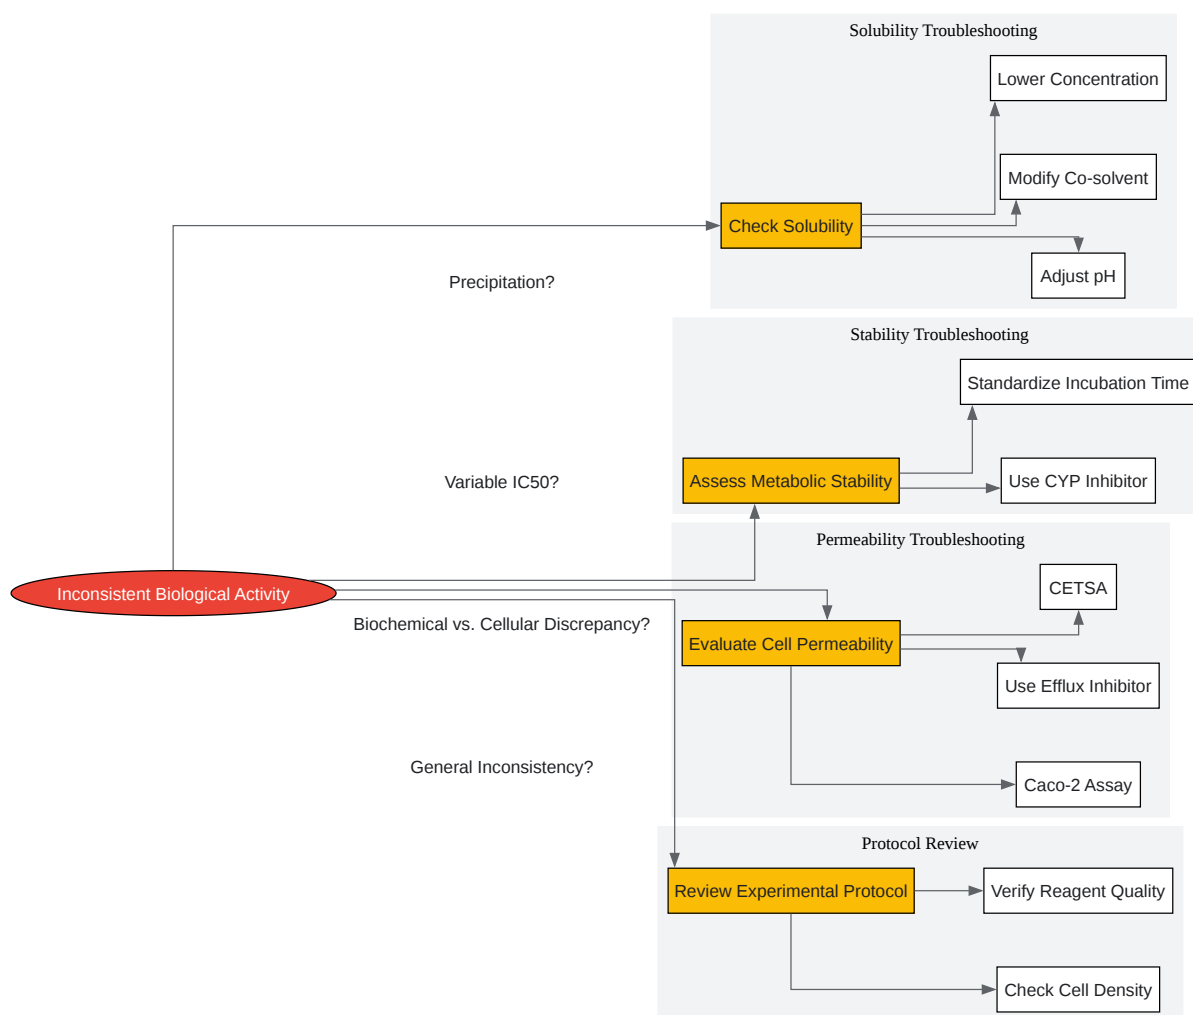 Solubility Troubleshooting
Lower Concentration
Modify Co-solvent
Check Solubility
Adjust pH
Precipitation?
Stability Troubleshooting
Standardize Incubation Time
Variable IC50?
Assess Metabolic Stability
Use CYP Inhibitor
Permeability Troubleshooting
CETSA
Inconsistent Biological Activity
Biochemical vs. Cellular Discrepancy?
Evaluate Cell Permeability
Use Efflux Inhibitor
General Inconsistency?
Caco-2 Assay
Protocol Review
Review Experimental Protocol
Verify Reagent Quality
Check Cell Density